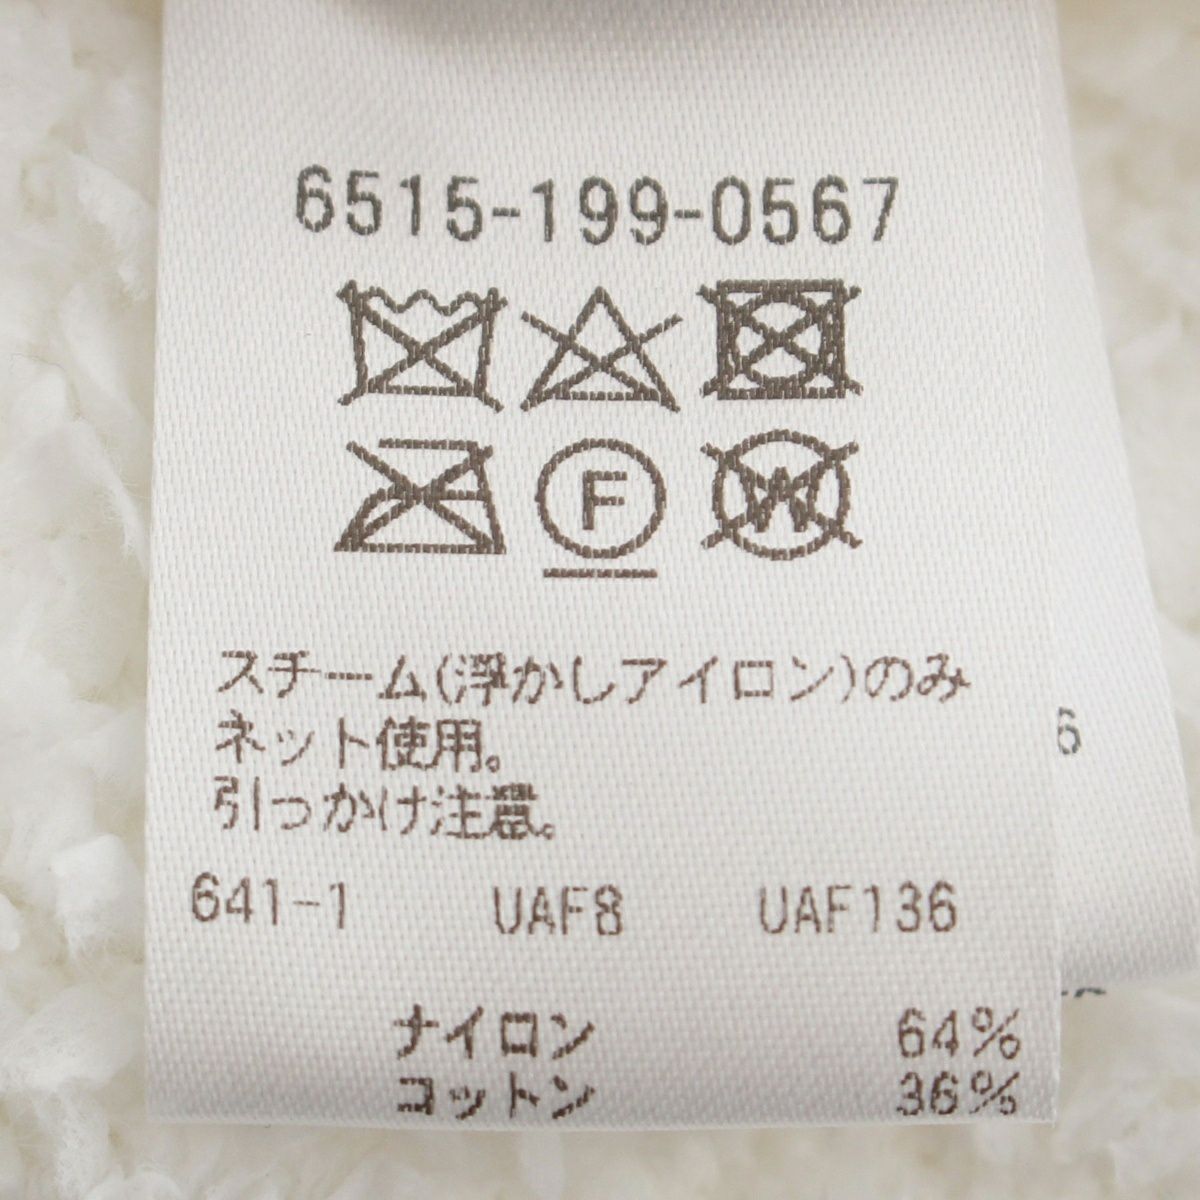 6515-199-0567
F
W
スチーム(浮かしアイロン)のみ
ネット使用。
引っかけ注意。
6
641-1 UAF8 UAF136
ナイロン 64%
コットン 36%